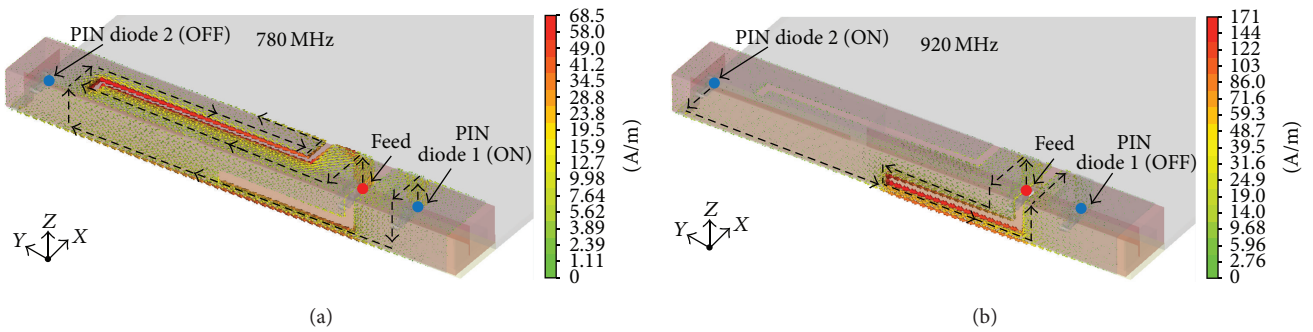 PIN diode 2 (OFF)
780 MHz
Feed
PIN
diode 1 (ON)
Z
Y
X
68.5
58.0
49.0
41.2
34.5
28.8
23.8
19.5
15.9
12.7
9.98
7.64
5.62
3.89
2.39
1.11
0
(A/m)
(a)
PIN diode 2 (ON)
920 MHz
Feed
PIN
diode 1 (OFF)
Z
Y
X
171
144
122
103
86.0
71.6
59.3
48.7
39.5
31.6
24.9
19.0
14.0
9.68
5.96
2.76
0
(A/m)
(b)